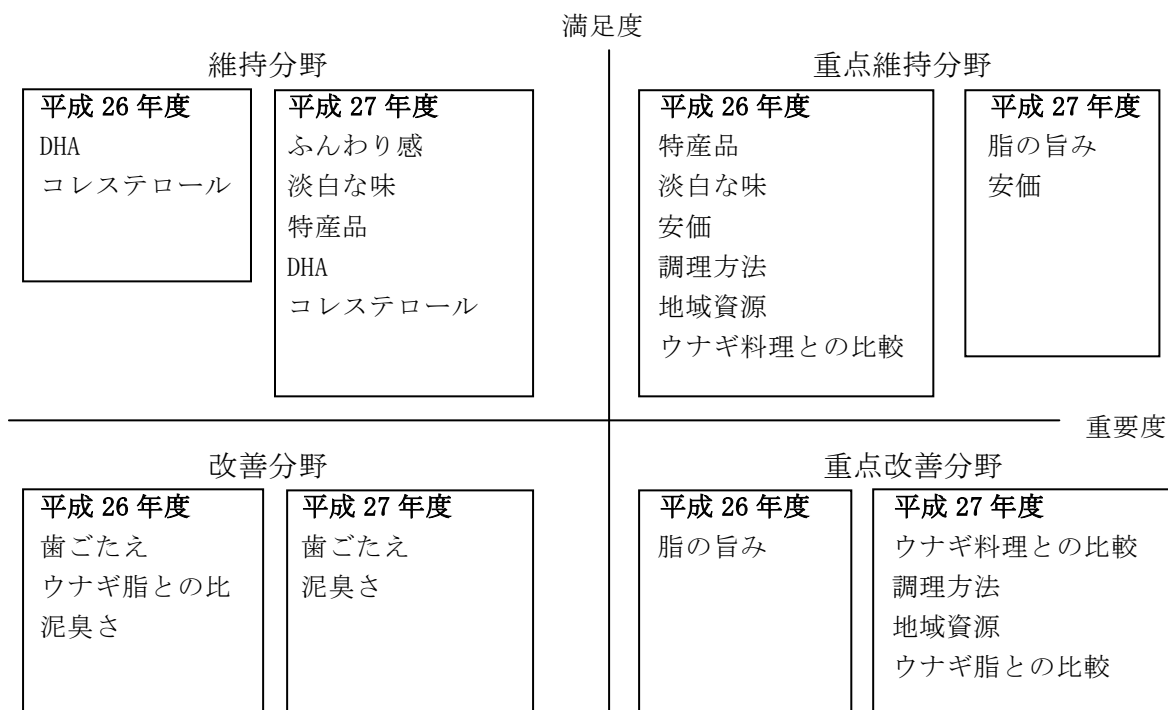 満足度
維持分野
平成 26 年度
DHA
コレステロール
平成 27 年度
ふんわり感
淡白な味
特産品
DHA
コレステロール
重点維持分野
平成 26 年度
特産品
淡白な味
安価
調理方法
地域資源
ウナギ料理との比較
平成 27 年度
脂の旨み
安価
重要度
改善分野
平成 26 年度
歯ごたえ
ウナギ脂との比
泥臭さ
平成 27 年度
歯ごたえ
泥臭さ
重点改善分野
平成 26 年度
脂の旨み
平成 27 年度
ウナギ料理との比較
調理方法
地域資源
ウナギ脂との比較